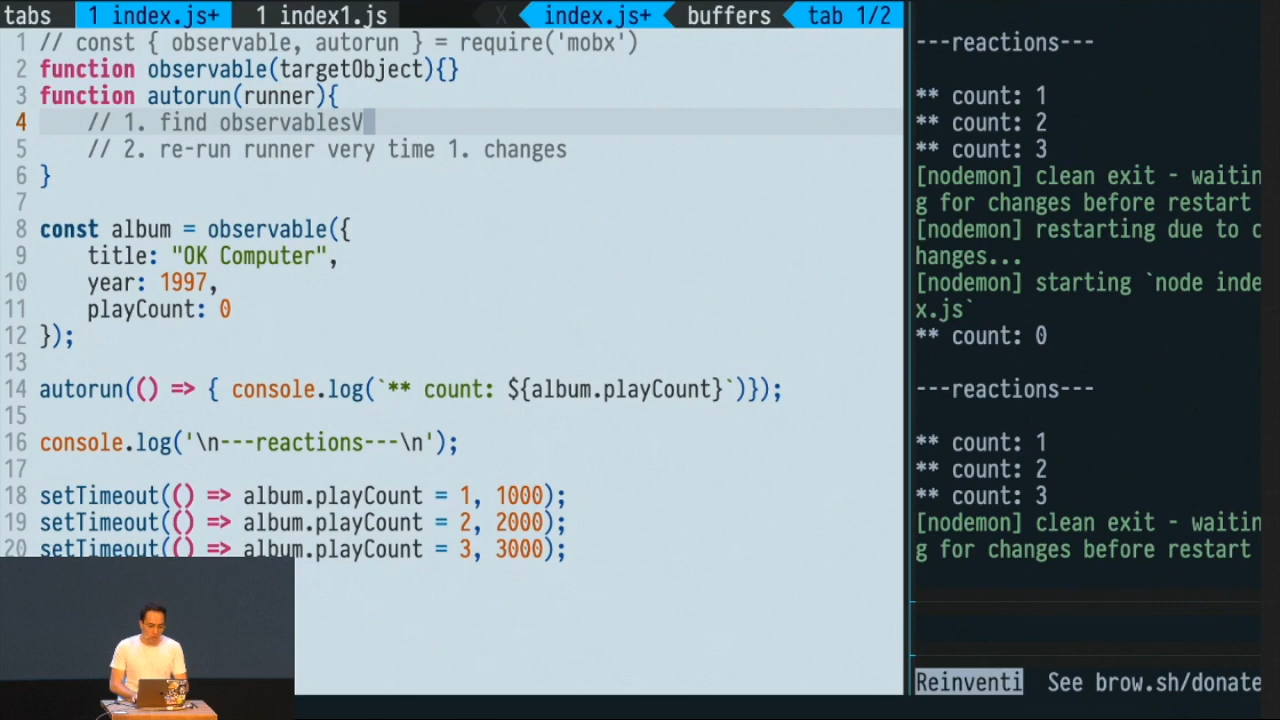 tabs 1 index.js+ 1 index1.js X index.js+ buffers tab 1/2
1 // const { observable, autorun } = require('mobx')
2 function observable(targetObject){}
3 function autorun(runner){
4 // 1. find observablesV
5 // 2. re-run runner very time 1. changes
6 }
7
8 const album = observable({
9 title: "OK Computer",
10 year: 1997,
11 playCount: 0
12 });
13
14 autorun(() => { console.log(`** count: ${album.playCount}`)});
15
16 console.log('\n---reactions---\n');
17
18 setTimeout(() => album.playCount = 1, 1000);
19 setTimeout(() => album.playCount = 2, 2000);
20 setTimeout(() => album.playCount = 3, 3000);
---reactions---
** count: 1
** count: 2
** count: 3
[nodemon] clean exit - waitin
g for changes before restart
[nodemon] restarting due to c
hanges...
[nodemon] starting `node inde
x.js`
** count: 0
---reactions---
** count: 1
** count: 2
** count: 3
[nodemon] clean exit - waitin
g for changes before restart
Reinventi See brow.sh/donate